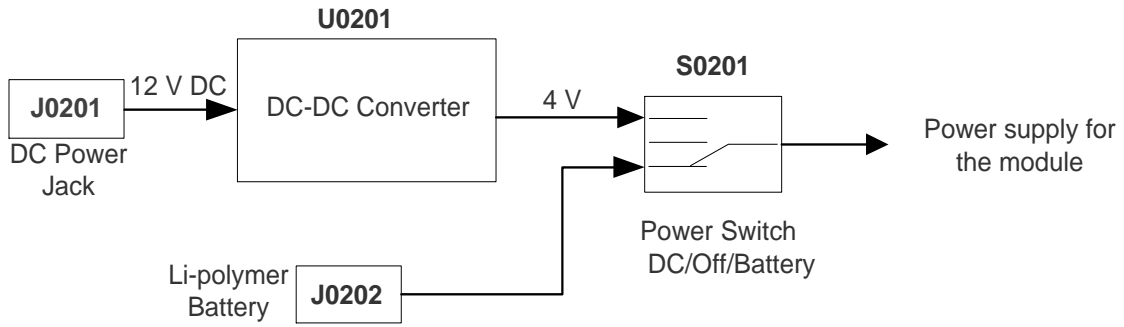 U0201
S0201
12 V DC
J0201
DC-DC Converter
4 V
DC Power
Jack
Power supply for
the module
Power Switch
DC/Off/Battery
Li-polymer
Battery
J0202